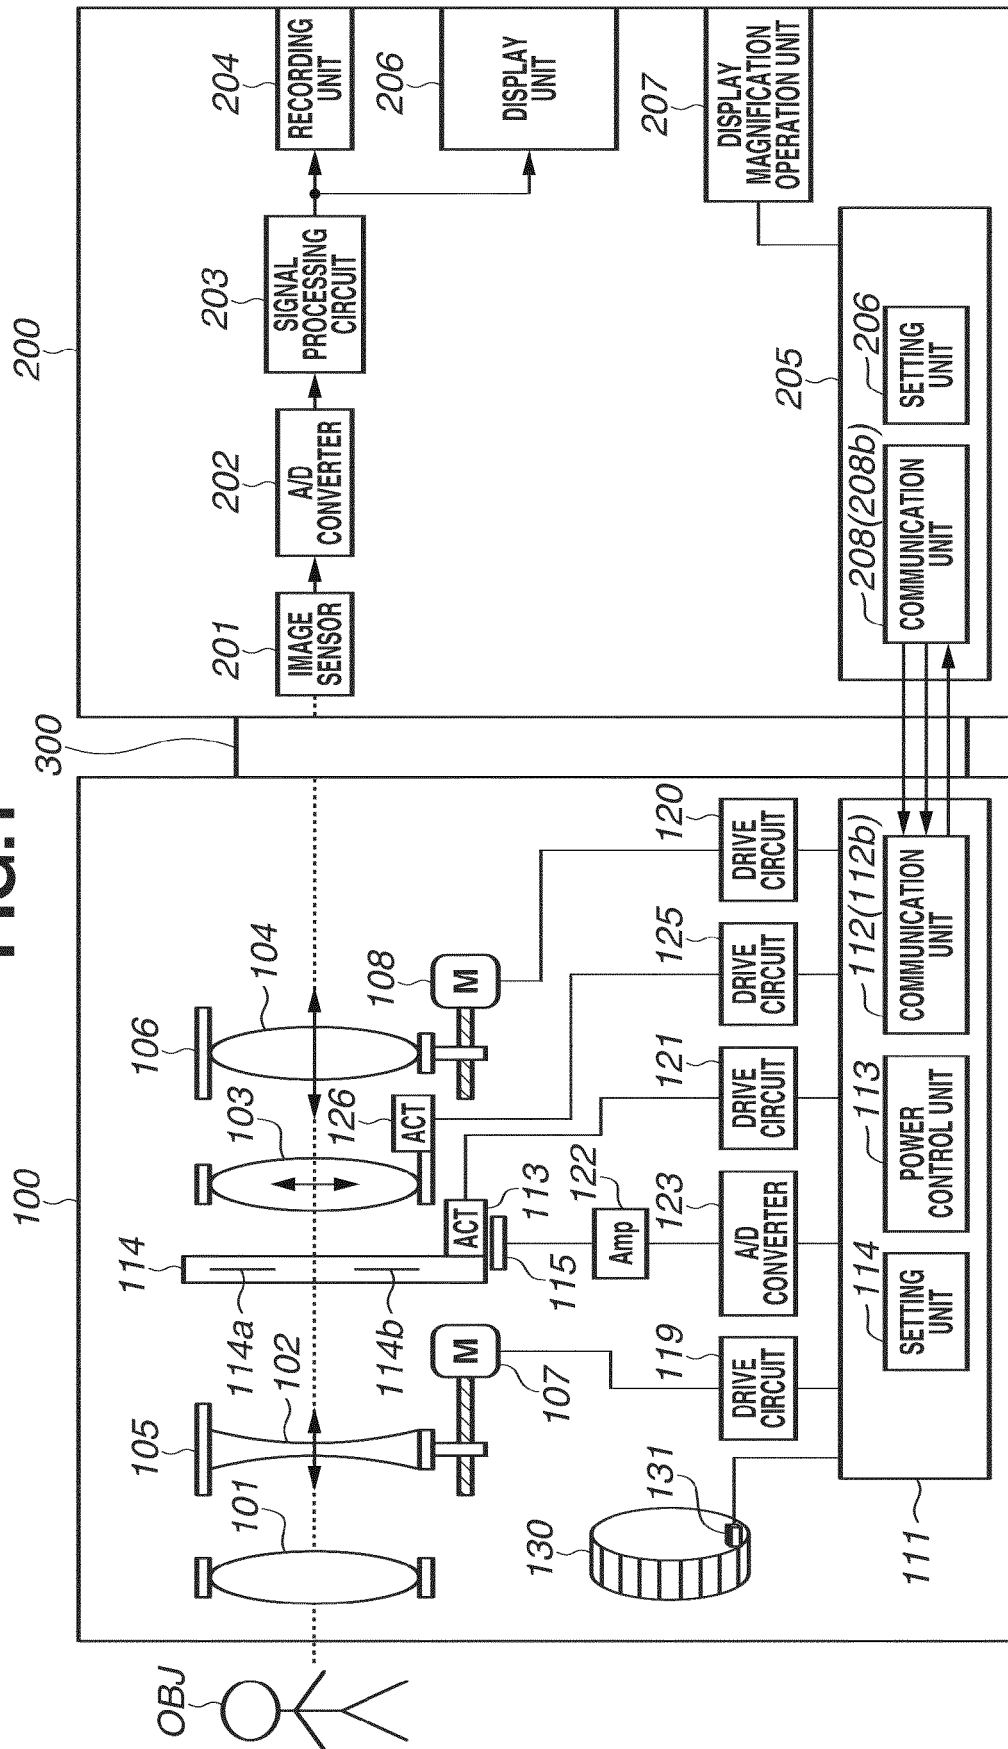 FIG.1
100
300
200
OBJ
101
105
102
114
114a
114b
103
106
104
126
ACT
ACT
113
115
M
107
M
108
201
IMAGE
SENSOR
202
A/D
CONVERTER
203
SIGNAL
PROCESSING
CIRCUIT
204
RECORDING
UNIT
206
DISPLAY
UNIT
207
DISPLAY
MAGNIFICATION
OPERATION UNIT
130
131
122
Amp
119
DRIVE
CIRCUIT
123
A/D
CONVERTER
121
DRIVE
CIRCUIT
125
DRIVE
CIRCUIT
120
DRIVE
CIRCUIT
111
114
SETTING
UNIT
113
POWER
CONTROL UNIT
112(112b)
COMMUNICATION
UNIT
205
208(208b)
COMMUNICATION
UNIT
206
SETTING
UNIT